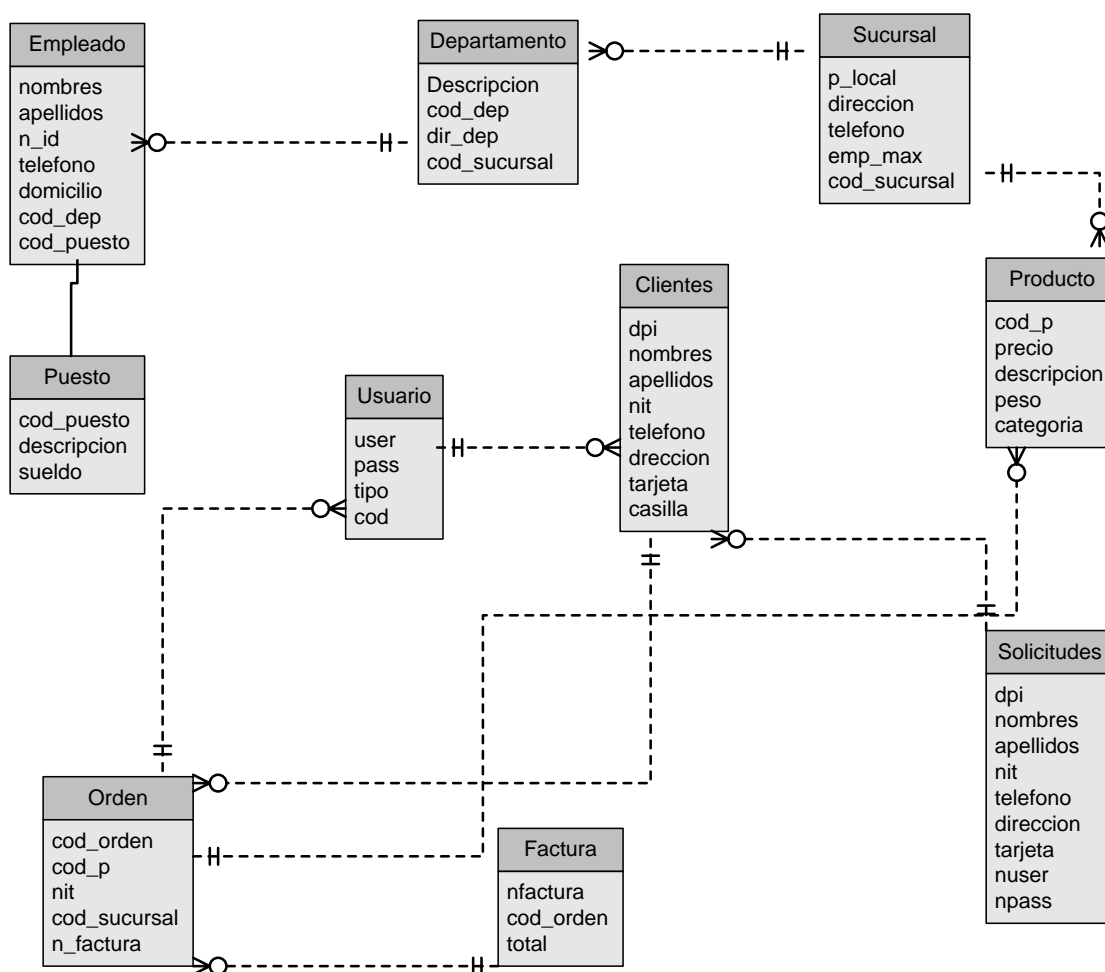 Empleado
nombres
apellidos
n_id
telefono
domicilio
cod_dep
cod_puesto
Departamento
Descripcion
cod_dep
dir_dep
cod_sucursal
Sucursal
p_local
direccion
telefono
emp_max
cod_sucursal
Puesto
cod_puesto
descripcion
sueldo
Usuario
user
pass
tipo
cod
Clientes
dpi
nombres
apellidos
nit
telefono
dreccion
tarjeta
casilla
Producto
cod_p
precio
descripcion
peso
categoria
Solicitudes
dpi
nombres
apellidos
nit
telefono
direccion
tarjeta
nuser
npass
Orden
cod_orden
cod_p
nit
cod_sucursal
n_factura
Factura
nfactura
cod_orden
total